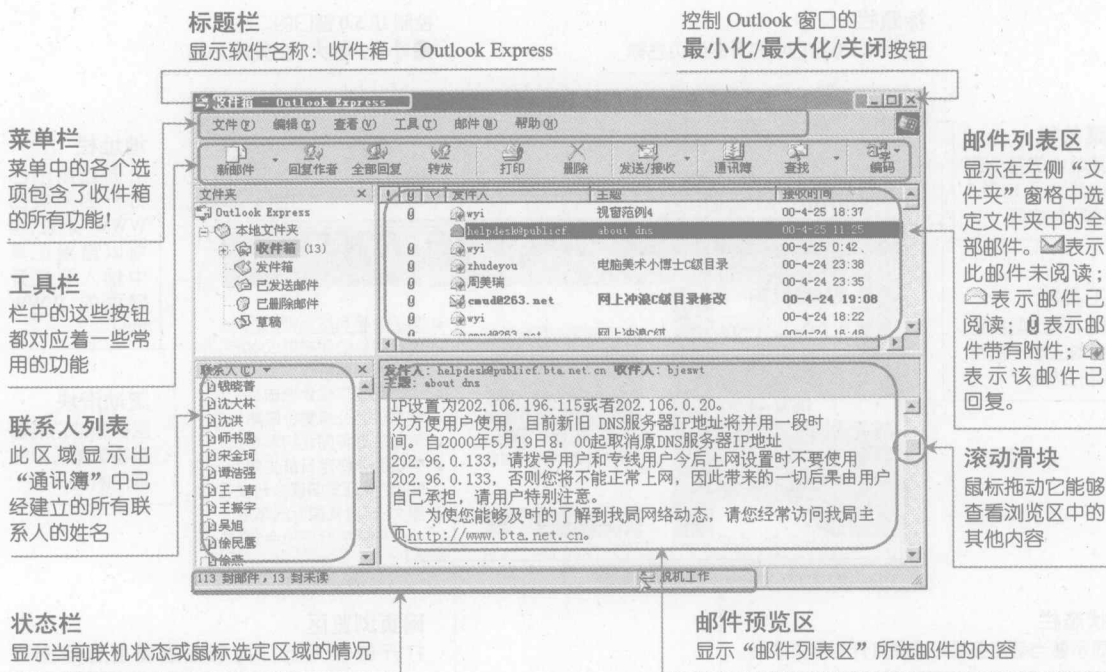 标题栏
显示软件名称：收件箱 — Outlook Express
控制 Outlook 窗口的
最小化/最大化/关闭按钮
菜单栏
菜单中的各个选
项包含了收件箱
的所有功能！
工具栏
栏中的这些按钮
都对应着一些常
用的功能
联系人列表
此区域显示出
“通讯簿”中已
经建立的所有联
系人的姓名
收件箱 - Outlook Express
文件(F) 编辑(E) 查看(V) 工具(T) 邮件(M) 帮助(H)
新邮件 回复作者 全部回复 转发 打印 删除 发送/接收 通讯簿 查找 编码
文件夹 ×
Outlook Express
本地文件夹
收件箱 (13)
发件箱
已发送邮件
已删除邮件
草稿
! 发件人 主题 接收时间
wyi 视窗范例4 00-4-25 18:37
helpdesk@publicf. about dns 00-4-25 11:25
wyi 00-4-25 0:42
zhudeyou 电脑美术小博士C级目录 00-4-24 23:38
周美瑞 00-4-24 23:35
cmud@263.net 网上冲浪C级目录修改 00-4-24 19:08
wyi 00-4-24 18:22
cmud@263.net 网上冲浪C级 00-4-24 16:48
联系人(C) ×
钱晓菁
沈大林
沈洪
师书恩
宋金珂
谭浩强
王一青
王振宇
吴旭
徐民鹰
徐燕
发件人: helpdesk@publicf.bta.net.cn 收件人: bjeswt
主题: about dns
IP设置为202.106.196.115或者202.106.0.20。
为方便用户使用，目前新旧 DNS服务器IP地址将并用一段时
间。自2000年5月19日8：00起取消原DNS服务器IP地址
202.96.0.133，请拨号用户和专线用户今后上网设置时不要使用
202.96.0.133，否则您将不能正常上网，因此带来的一切后果由用户
自己承担，请用户特别注意。
为使您能够及时的了解到我局网络动态，请您经常访问我局主
页http://www.bta.net.cn。
113 封邮件，13 封未读 脱机工作
邮件列表区
显示在左侧“文
件夹”窗格中选
定文件夹中的全
部邮件。表示
此邮件未阅读；
表示邮件已
阅读；表示邮
件带有附件；
表示该邮件已
回复。
滚动滑块
鼠标拖动它能够
查看浏览区中的
其他内容
状态栏
显示当前联机状态或鼠标选定区域的情况
邮件预览区
显示“邮件列表区”所选邮件的内容